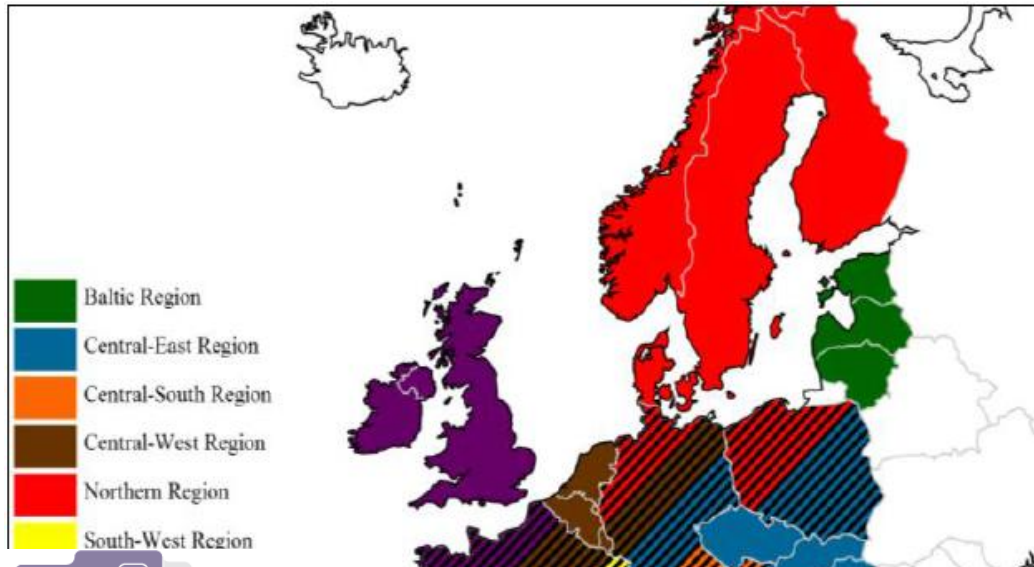 Baltic Region
Central-East Region
Central-South Region
Central-West Region
Northern Region
South-West Region